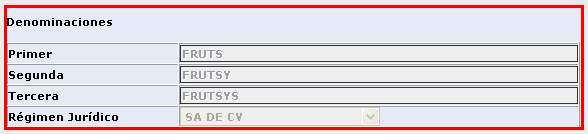 Denominaciones
Primer FRUTS
Segunda FRUTSY
Tercera FRUTSYS
Régimen Jurídico SA DE CV